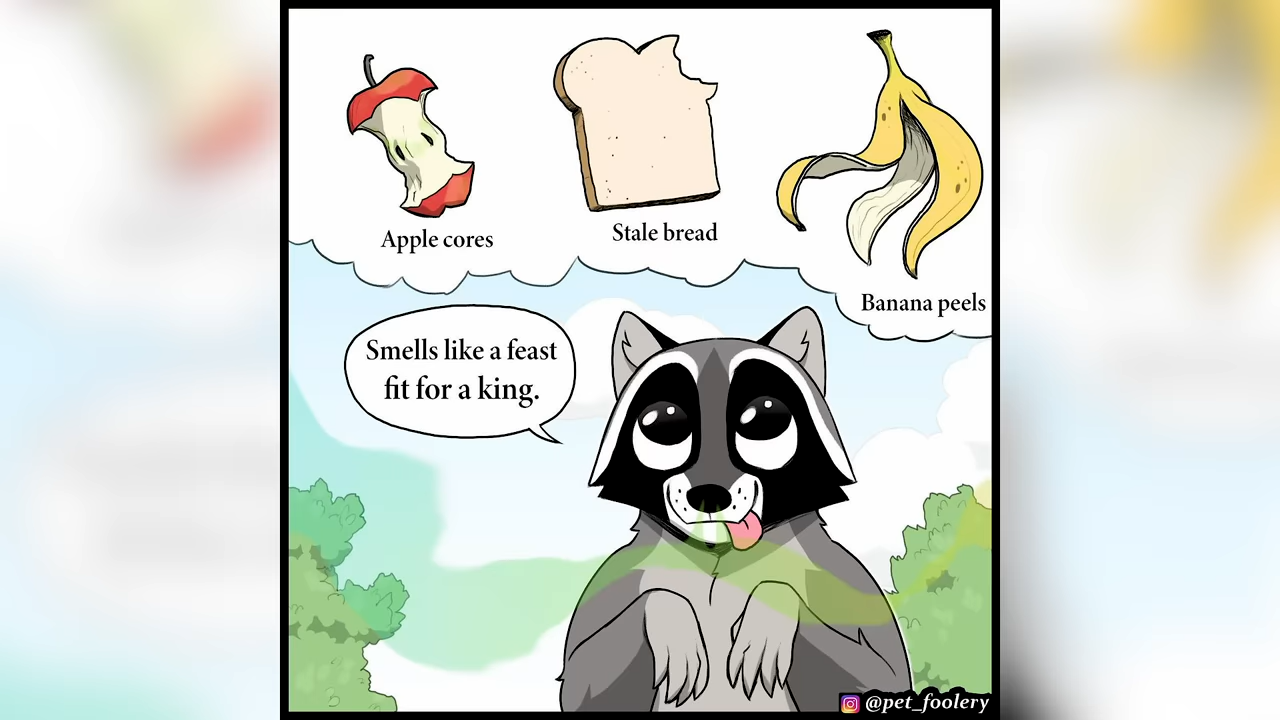 Apple cores
Stale bread
Banana peels
Smells like a feast
fit for a king.
@pet_foolery